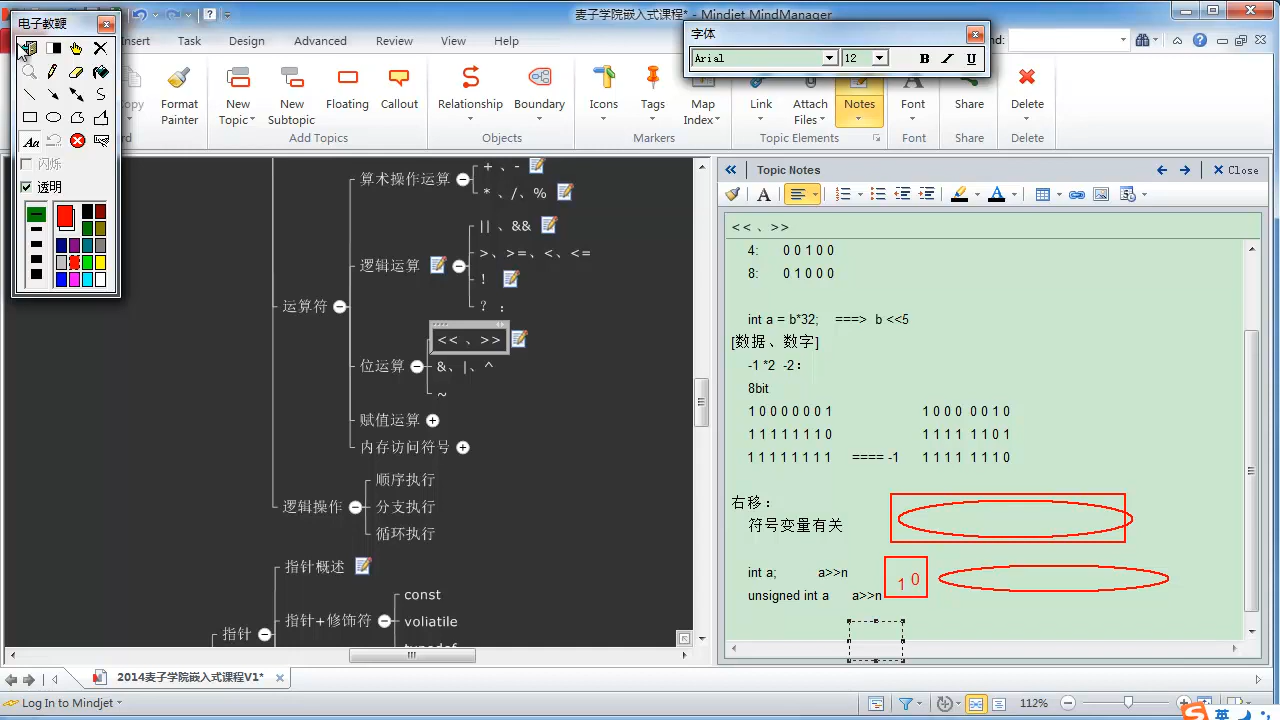 麦子学院嵌入式课程* - Mindjet MindManager
电子教鞭
字体
Arial
12
B I U
Insert Task Design Advanced Review View Help
Copy
Format Painter
New Topic
New Subtopic
Floating
Callout
Relationship
Boundary
Icons
Tags
Map Index
Link
Attach Files
Notes
Font
Share
Delete
Add Topics
Objects
Markers
Topic Elements
Font
Share
Delete
Aa
闪烁
透明
算术操作运算
+ 、-
* 、/、%
逻辑运算
|| 、&&
>、>=、<、<=
!
? :
运算符
位运算
<< 、>>
&、|、^
~
赋值运算
内存访问符号
逻辑操作
顺序执行
分支执行
循环执行
指针概述
指针+修饰符
const
voliatile
typedef
指针
Topic Notes
Close
<< 、>>
4: 0 0 1 0 0
8: 0 1 0 0 0
int a = b*32; ===> b <<5
[数据、数字]
-1 *2 -2:
8bit
1 0 0 0 0 0 0 1 1 0 0 0 0 0 1 0
1 1 1 1 1 1 1 0 1 1 1 1 1 1 0 1
1 1 1 1 1 1 1 1 ==== -1 1 1 1 1 1 1 1 0
右移:
符号变量有关
int a; a>>n
unsigned int a a>>n
1 0
2014麦子学院嵌入式课程V1*
Log In to Mindjet
112%
英